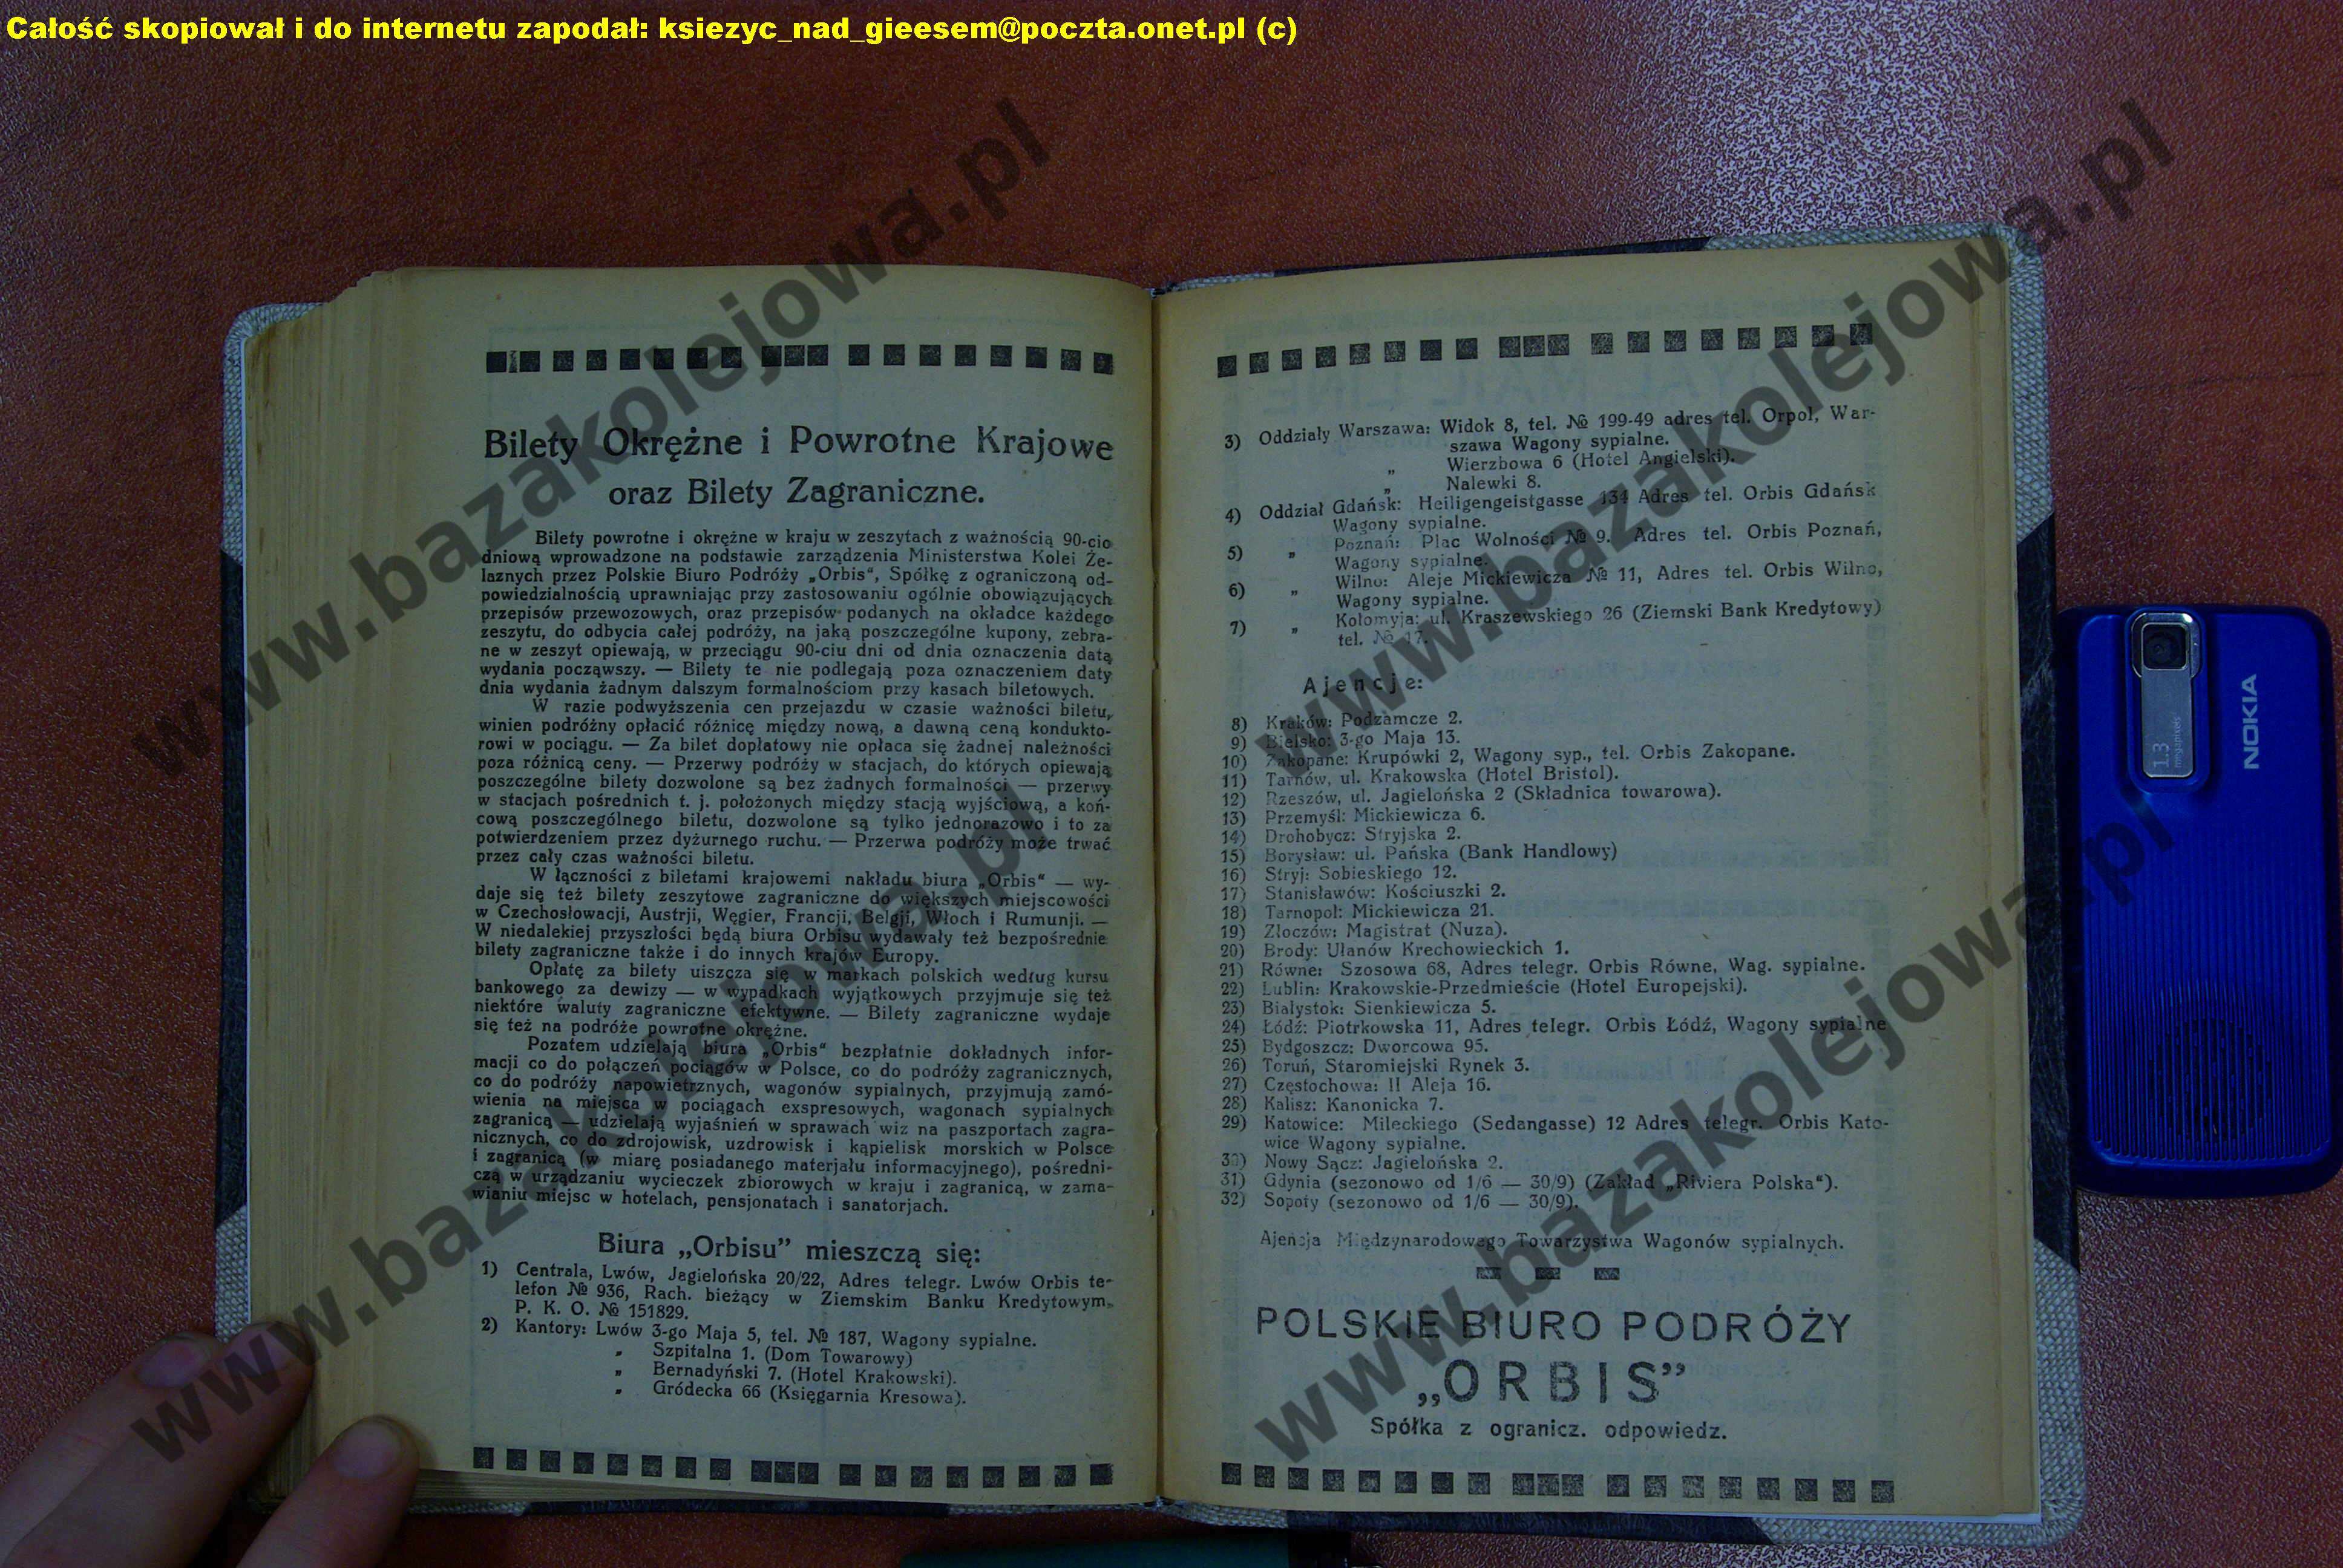 Całość skopiował i do internetu zapodał: ksiezyc_nad_gieesem@poczta.onet.pl (c)
Bilety Okrężne i Powrotne Krajowe
oraz Bilety Zagraniczne.
Bilety powrotne i okrężne w kraju w zeszytach z ważnością 90-cio
dniową wprowadzone na podstawie zarządzenia Ministerstwa Kolei Że-
laznych przez Polskie Biuro Podróży „Orbis“, Spółkę z ograniczoną od-
powiedzialnością uprawniając przy zastosowaniu ogólnie obowiązujących
przepisów przewozowych, oraz przepisów podanych na okładce każdego
zeszytu, do odbycia całej podróży, na jaką poszczególne kupony, zebra-
ne w zeszyt opiewają, w przeciągu 90-ciu dni od dnia oznaczenia datą
wydania począwszy. — Bilety te nie podlegają poza oznaczeniem daty
dnia wydania żadnym dalszym formalnościom przy kasach biletowych.
W razie podwyższenia cen przejazdu w czasie ważności biletu,
winien podróżny opłacić różnicę między nową, a dawną ceną kondukto-
rowi w pociągu. — Za bilet dopłatowy nie opłaca się żadnej należności
poza różnicą ceny. — Przerwy podróży w stacjach, do których opiewają
poszczególne bilety dozwolone są bez żadnych formalności — przerwy
w stacjach pośrednich t. j. położonych między stacją wyjściową, a koń-
cową poszczególnego biletu, dozwolone są tylko jednorazowo i to za
potwierdzeniem przez dyżurnego ruchu. — Przerwa podróży może trwać
przez cały czas ważności biletu.
W łączności z biletami krajowemi nakładu biura „Orbis“ — wy-
daje się też bilety zeszytowe zagraniczne do większych miejscowości
w Czechosłowacji, Austrji, Węgier, Francji, Belgji, Włoch i Rumunji. —
W niedalekiej przyszłości będą biura Orbisu wydawały też bezpośrednie
bilety zagraniczne także i do innych krajów Europy.
Opłatę za bilety uiszcza się w markach polskich według kursu
bankowego za dewizy — w wypadkach wyjątkowych przyjmuje się też
niektóre waluty zagraniczne efektywne. — Bilety zagraniczne wydaje
się też na podróże powrotne okrężne.
Pozatem udzielają biura „Orbis“ bezpłatnie dokładnych infor-
macji co do połączeń pociągów w Polsce, co do podróży zagranicznych,
co do podróży napowietrznych, wagonów sypialnych, przyjmują zamó-
wienia na miejsca w pociągach exspresowych, wagonach sypialnych
zagranicą — udzielają wyjaśnień w sprawach wiz na paszportach zagra-
nicznych, co do zdrojowisk, uzdrowisk i kąpielisk morskich w Polsce
i zagranicą (w miarę posiadanego materjału informacyjnego), pośredni-
czą w urządzaniu wycieczek zbiorowych w kraju i zagranicą, w zama-
wianiu miejsc w hotelach, pensjonatach i sanatorjach.
Biura „Orbisu” mieszczą się:
1) Centrala, Lwów, Jagielońska 20/22, Adres telegr. Lwów Orbis te-
lefon № 936, Rach. bieżący w Ziemskim Banku Kredytowym,
P. K. O. № 151829.
2) Kantory: Lwów 3-go Maja 5, tel. № 187, Wagony sypialne.
„ Szpitalna 1. (Dom Towarowy)
„ Bernadyński 7. (Hotel Krakowski).
„ Gródecka 66 (Księgarnia Kresowa).
3) Oddziały Warszawa: Widok 8, tel. № 199-49 adres tel. Orpol, War-
szawa Wagony sypialne.
„ Wierzbowa 6 (Hotel Angielski).
„ Nalewki 8.
4) Oddział Gdańsk: Heiligengeistgasse 134 Adres tel. Orbis Gdańsk
Wagony sypialne.
5) „ Poznań: Plac Wolności № 9. Adres tel. Orbis Poznań,
Wagony sypialne.
6) „ Wilno: Aleje Mickiewicza № 11, Adres tel. Orbis Wilno,
Wagony sypialne.
7) „ Kołomyja: ul. Kraszewskiego 26 (Ziemski Bank Kredytowy)
tel. № 17.
Ajencje:
8) Kraków: Podzamcze 2.
9) Bielsko: 3-go Maja 13.
10) Zakopane: Krupówki 2, Wagony syp., tel. Orbis Zakopane.
11) Tarnów, ul. Krakowska (Hotel Bristol).
12) Rzeszów, ul. Jagielońska 2 (Składnica towarowa).
13) Przemyśl: Mickiewicza 6.
14) Drohobycz: Stryjska 2.
15) Borysław: ul. Pańska (Bank Handlowy)
16) Stryj: Sobieskiego 12.
17) Stanisławów: Kościuszki 2.
18) Tarnopol: Mickiewicza 21.
19) Złoczów: Magistrat (Nuza).
20) Brody: Ułanów Krechowieckich 1.
21) Równe: Szosowa 68, Adres telegr. Orbis Równe, Wag. sypialne.
22) Lublin: Krakowskie-Przedmieście (Hotel Europejski).
23) Białystok: Sienkiewicza 5.
24) Łódź: Piotrkowska 11, Adres telegr. Orbis Łódź, Wagony sypialne
25) Bydgoszcz: Dworcowa 95.
26) Toruń, Staromiejski Rynek 3.
27) Częstochowa: II Aleja 16.
28) Kalisz: Kanonicka 7.
29) Katowice: Mileckiego (Sedangasse) 12 Adres telegr. Orbis Kato-
wice Wagony sypialne.
30) Nowy Sącz: Jagielońska 2.
31) Gdynia (sezonowo od 1/6 — 30/9) (Zakład „Riviera Polska“).
32) Sopoty (sezonowo od 1/6 — 30/9).
Ajencja Międzynarodowego Towarzystwa Wagonów sypialnych.
POLSKIE BIURO PODRÓŻY
„ORBIS”
Spółka z ogranicz. odpowiedz.
NOKIA
1.3
megapixels
www.bazakolejowa.pl
www.bazakolejowa.pl
www.bazakolejowa.pl
www.bazakolejowa.pl